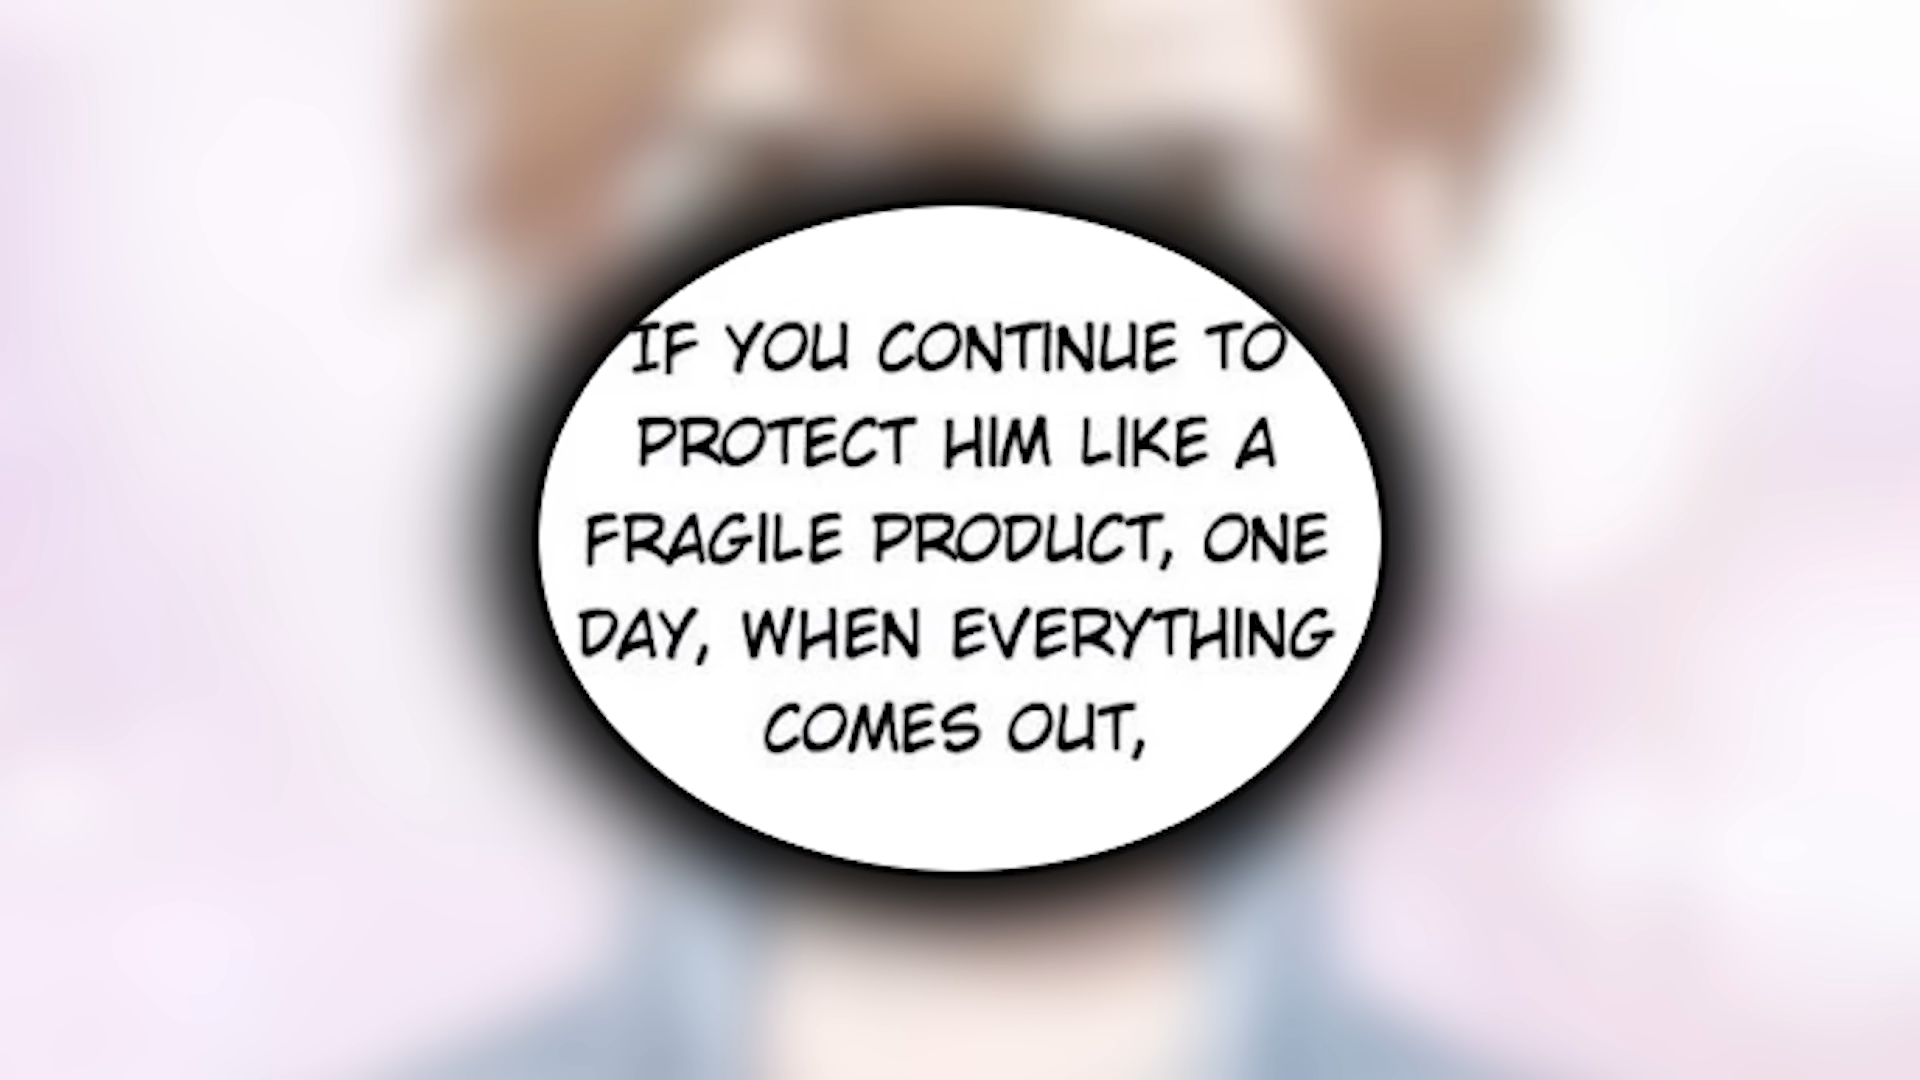 IF YOU CONTINUE TO
PROTECT HIM LIKE A
FRAGILE PRODUCT, ONE
DAY, WHEN EVERYTHING
COMES OUT,